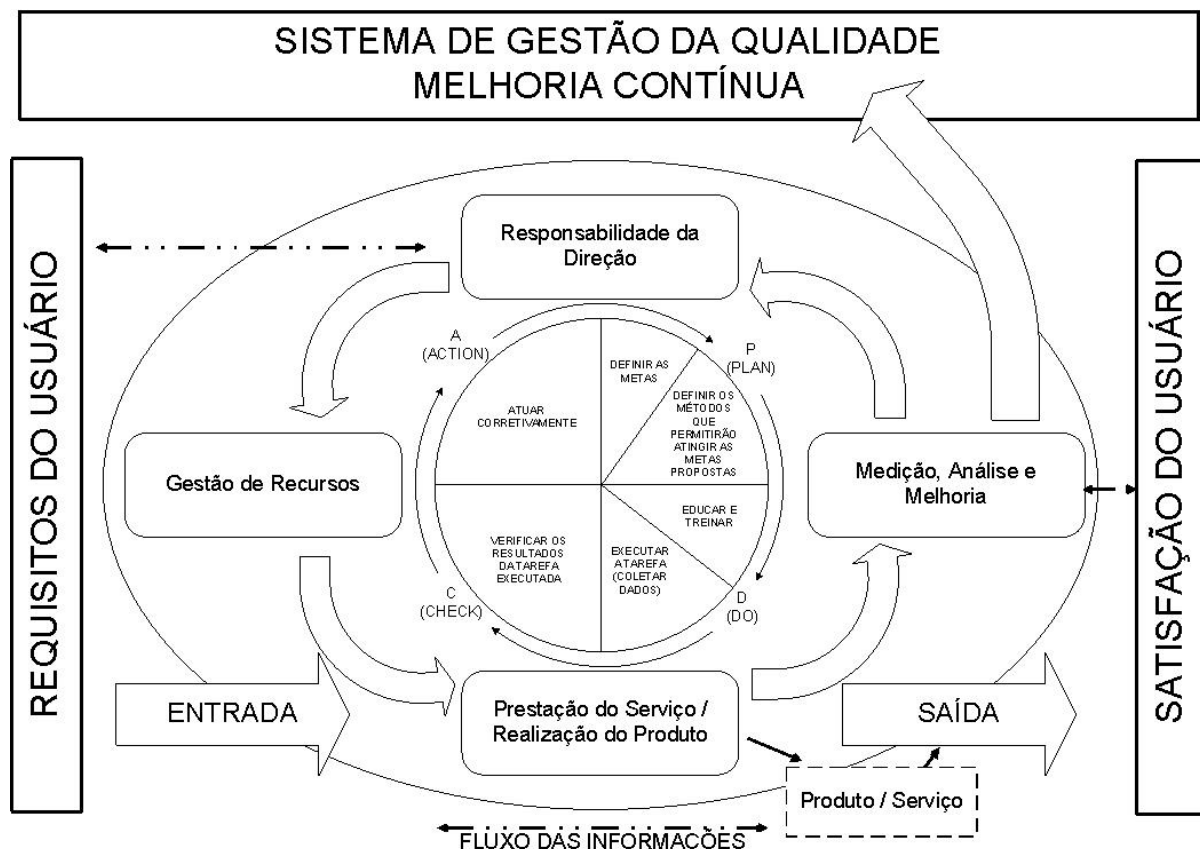 SISTEMA DE GESTÃO DA QUALIDADE
MELHORIA CONTÍNUA
REQUISITOS DO USUÁRIO
Responsabilidade da
Direção
A
(ACTION)
P
(PLAN)
DEFINIR AS
METAS
DEFINIR OS
MÉTODOS
QUE
PERMITIRÃO
ATINGIR AS
METAS
PROPOSTAS
ATUAR
CORRETIVAMENTE
Gestão de Recursos
Medição, Análise e
Melhoria
EDUCAR E
TREINAR
VERIFICAR OS
RESULTADOS
DATAREFA
EXECUTADA
EXECUTAR
ATAREFA
(COLETAR
DADOS)
C
(CHECK)
D
(DO)
ENTRADA
Prestação do Serviço /
Realização do Produto
SAÍDA
Produto / Serviço
FLUXO DAS INFORMAÇÕES
SATISFAÇÃO DO USUÁRIO